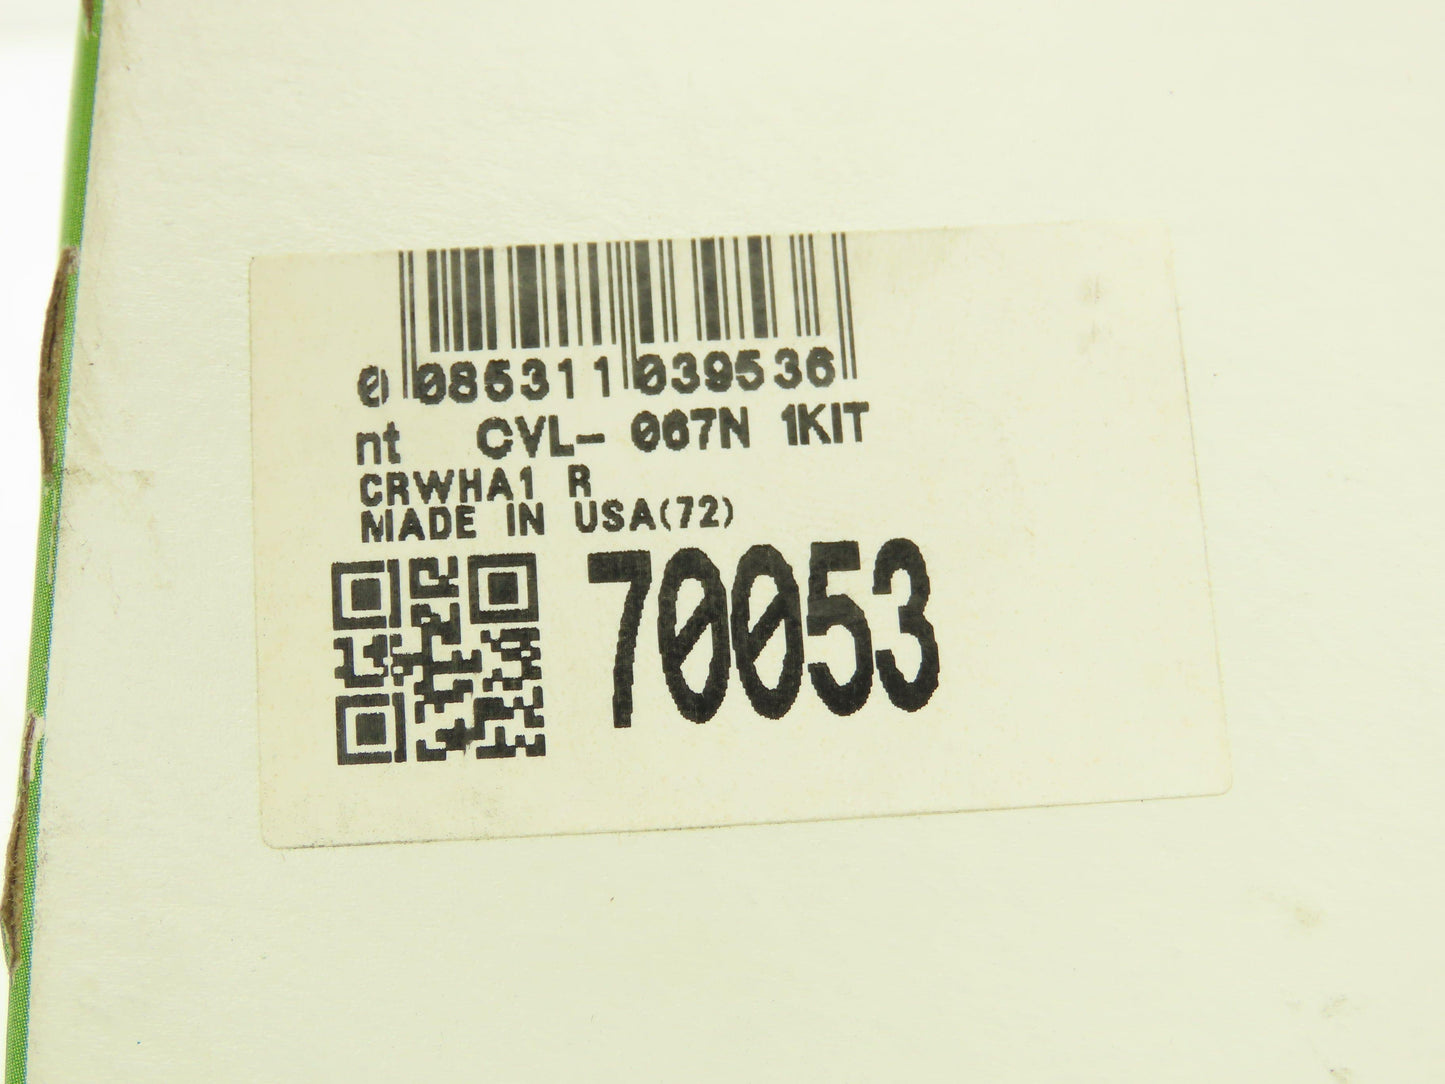 0 085311 039536
nt CVL- 067N 1KIT
CRWHA1 R
MADE IN USA(72)
70053